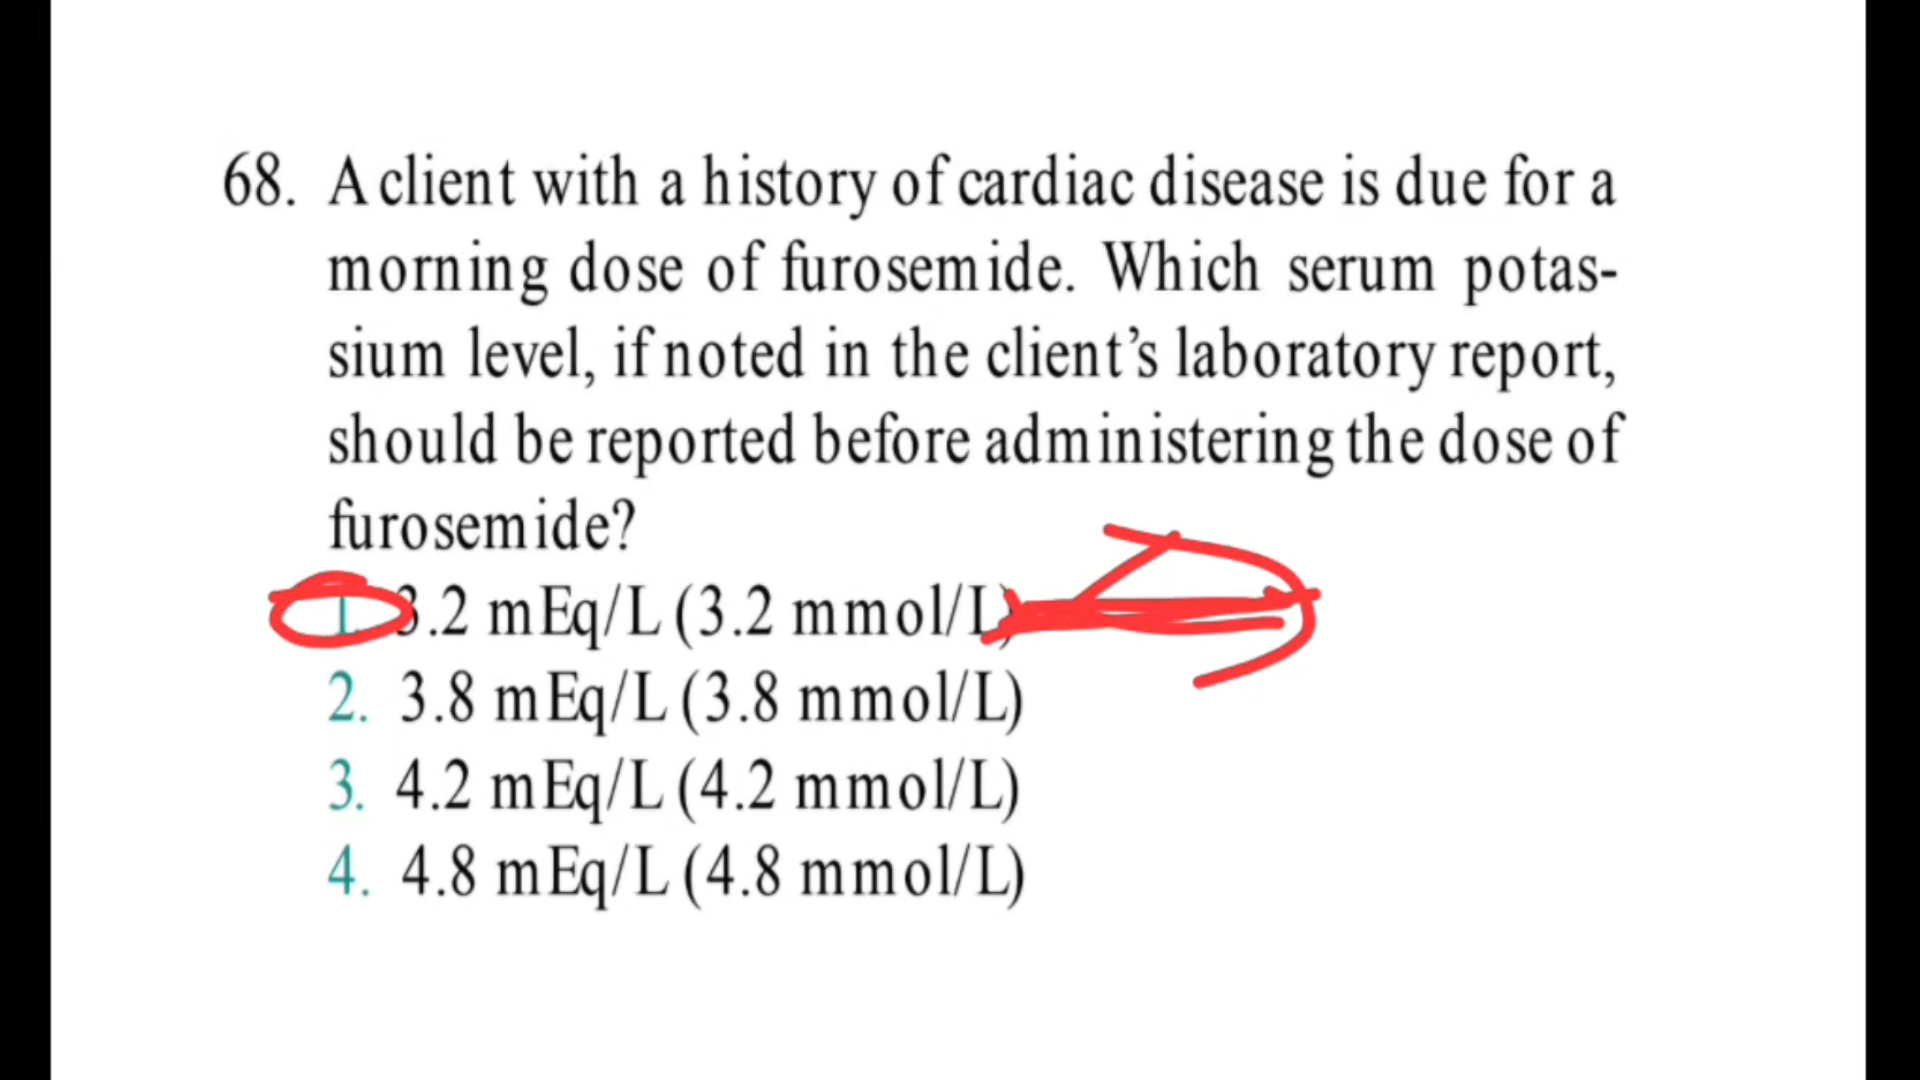 68. A client with a history of cardiac disease is due for a
morning dose of furosemide. Which serum potas-
sium level, if noted in the client's laboratory report,
should be reported before administering the dose of
furosemide?
1. 3.2 mEq/L (3.2 mmol/L)
2. 3.8 mEq/L (3.8 mmol/L)
3. 4.2 mEq/L (4.2 mmol/L)
4. 4.8 mEq/L (4.8 mmol/L)